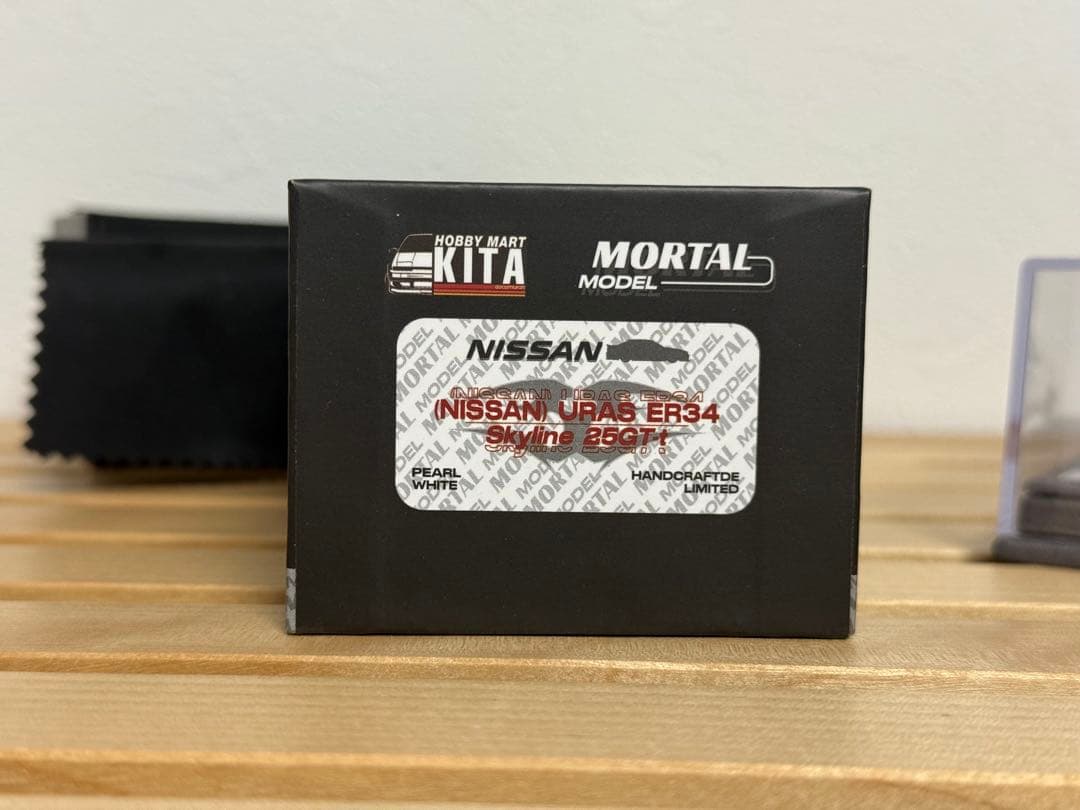 HOBBY MART
KITA
MORTAL
MODEL
NISSAN
(NISSAN) URAS ER34
Skyline 25GT-t
PEARL
WHITE
HANDCRAFTDE
LIMITED